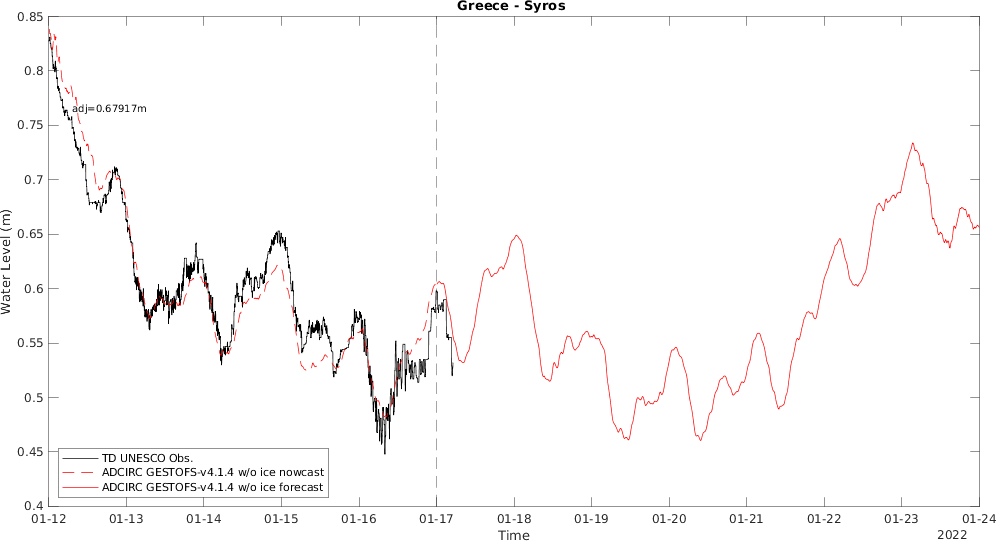 Greece - Syros
0.85
0.8
0.75
0.7
0.65
0.6
0.55
0.5
0.45
0.4
Water Level (m)
adj=0.67917m
TD UNESCO Obs.
ADCIRC GESTOFS-v4.1.4 w/o ice nowcast
ADCIRC GESTOFS-v4.1.4 w/o ice forecast
01-12 01-13 01-14 01-15 01-16 01-17 01-18 01-19 01-20 01-21 01-22 01-23 01-24
Time
2022